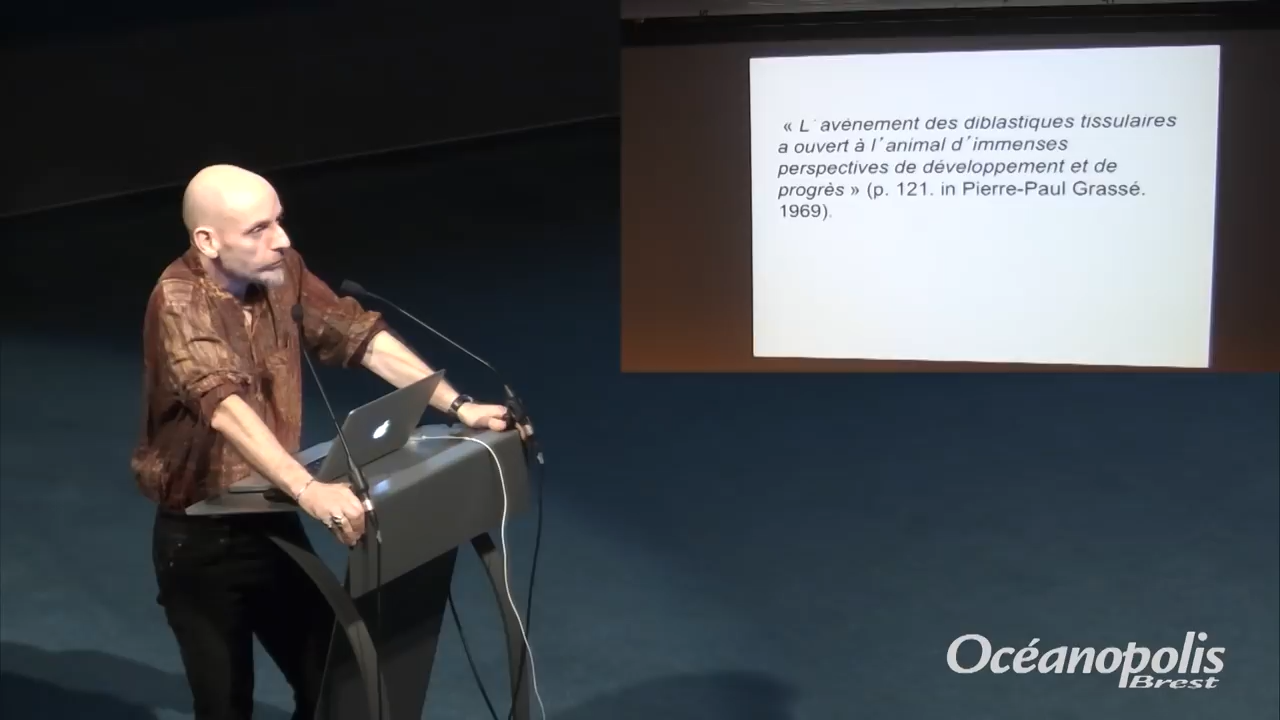 « L'avènement des diblastiques tissulaires
a ouvert à l'animal d'immenses
perspectives de développement et de
progrès » (p. 121. in Pierre-Paul Grassé.
1969).
Océanopolis
Brest